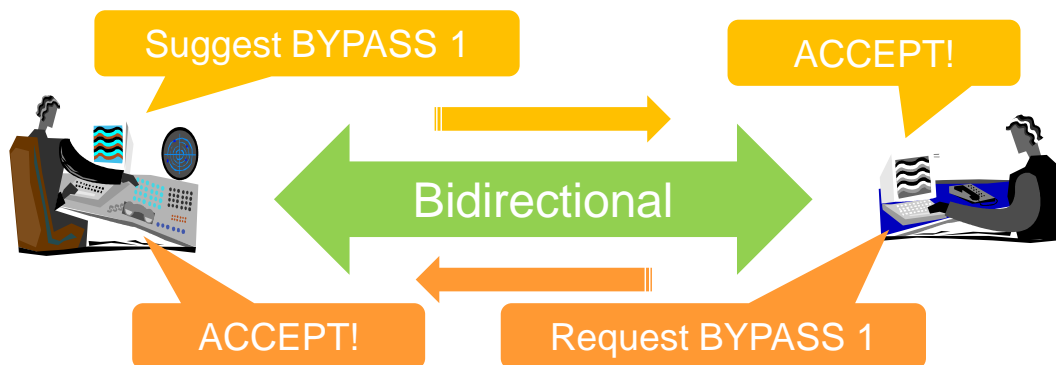 Suggest BYPASS 1
ACCEPT!
Bidirectional
ACCEPT!
Request BYPASS 1